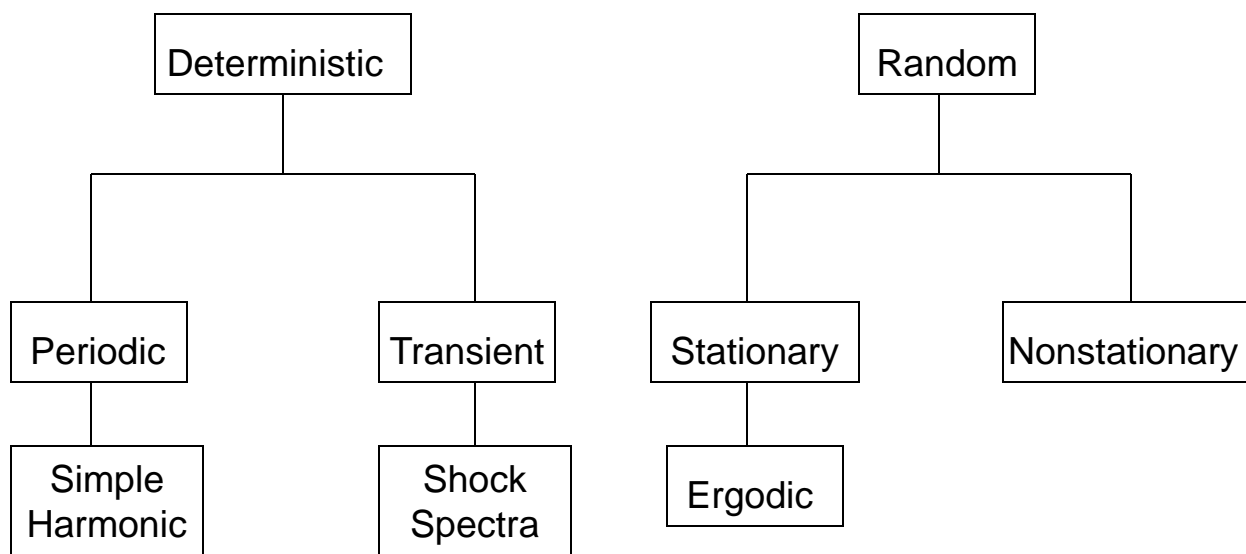 Deterministic
Random
Periodic
Transient
Stationary
Nonstationary
Simple
Harmonic
Shock
Spectra
Ergodic